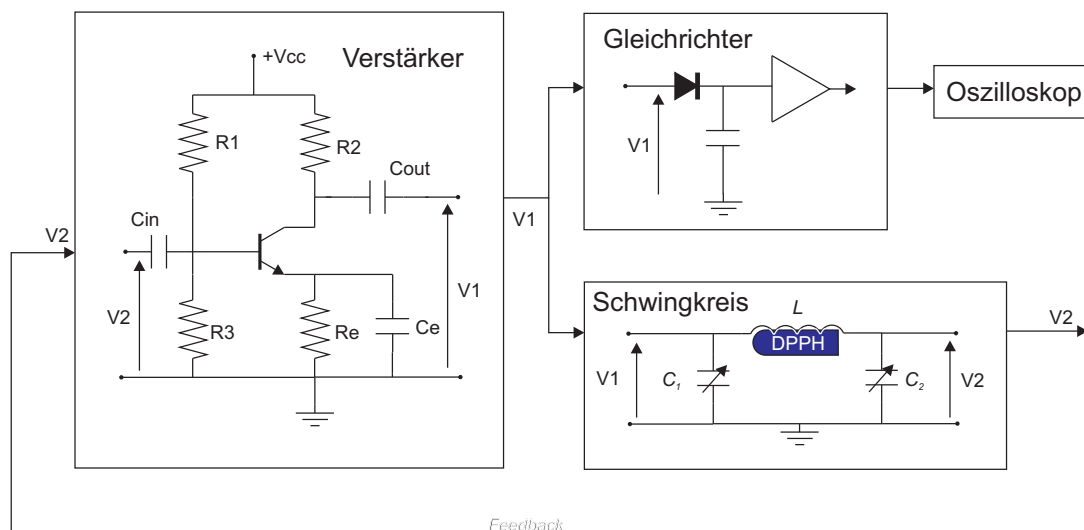 Verstärker
+Vcc
R1
R2
Cout
Cin
V2
V2
R3
Re
Ce
V1
V1
Gleichrichter
V1
Oszilloskop
Schwingkreis
L
DPPH
V1
C1
C2
V2
V2
Feedback